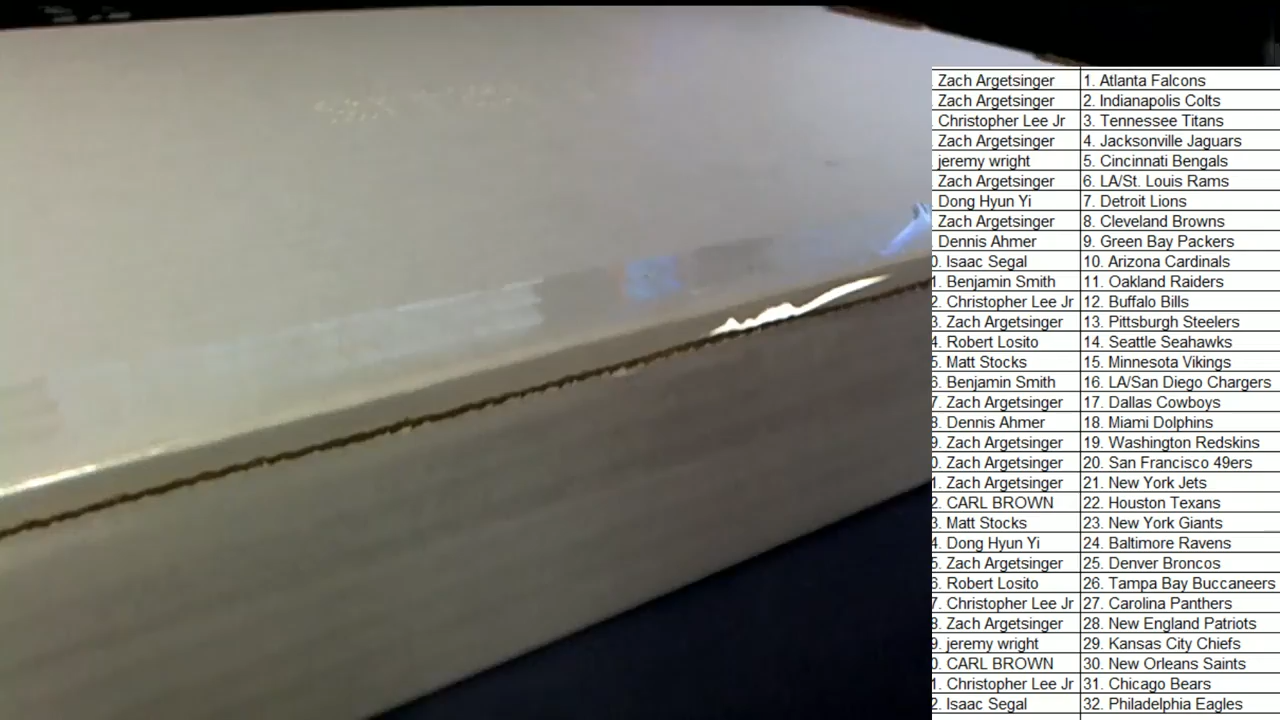 Zach Argetsinger 1. Atlanta Falcons
Zach Argetsinger 2. Indianapolis Colts
Christopher Lee Jr 3. Tennessee Titans
Zach Argetsinger 4. Jacksonville Jaguars
jeremy wright 5. Cincinnati Bengals
Zach Argetsinger 6. LA/St. Louis Rams
Dong Hyun Yi 7. Detroit Lions
Zach Argetsinger 8. Cleveland Browns
Dennis Ahmer 9. Green Bay Packers
0. Isaac Segal 10. Arizona Cardinals
1. Benjamin Smith 11. Oakland Raiders
2. Christopher Lee Jr 12. Buffalo Bills
3. Zach Argetsinger 13. Pittsburgh Steelers
4. Robert Losito 14. Seattle Seahawks
5. Matt Stocks 15. Minnesota Vikings
6. Benjamin Smith 16. LA/San Diego Chargers
7. Zach Argetsinger 17. Dallas Cowboys
8. Dennis Ahmer 18. Miami Dolphins
9. Zach Argetsinger 19. Washington Redskins
0. Zach Argetsinger 20. San Francisco 49ers
1. Zach Argetsinger 21. New York Jets
2. CARL BROWN 22. Houston Texans
3. Matt Stocks 23. New York Giants
4. Dong Hyun Yi 24. Baltimore Ravens
5. Zach Argetsinger 25. Denver Broncos
6. Robert Losito 26. Tampa Bay Buccaneers
7. Christopher Lee Jr 27. Carolina Panthers
8. Zach Argetsinger 28. New England Patriots
9. jeremy wright 29. Kansas City Chiefs
0. CARL BROWN 30. New Orleans Saints
1. Christopher Lee Jr 31. Chicago Bears
2. Isaac Segal 32. Philadelphia Eagles